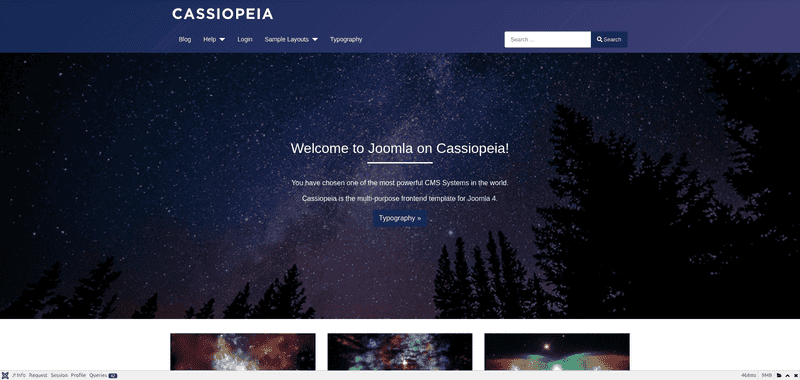 CASSIOPEIA
Blog Help Login Sample Layouts Typography
Search ... Search
Welcome to Joomla on Cassiopeia!
You have chosen one of the most powerful CMS Systems in the world.
Cassiopeia is the multi-purpose frontend template for Joomla 4.
Typography »
Info Request Session Profile Queries 464ms 9MB